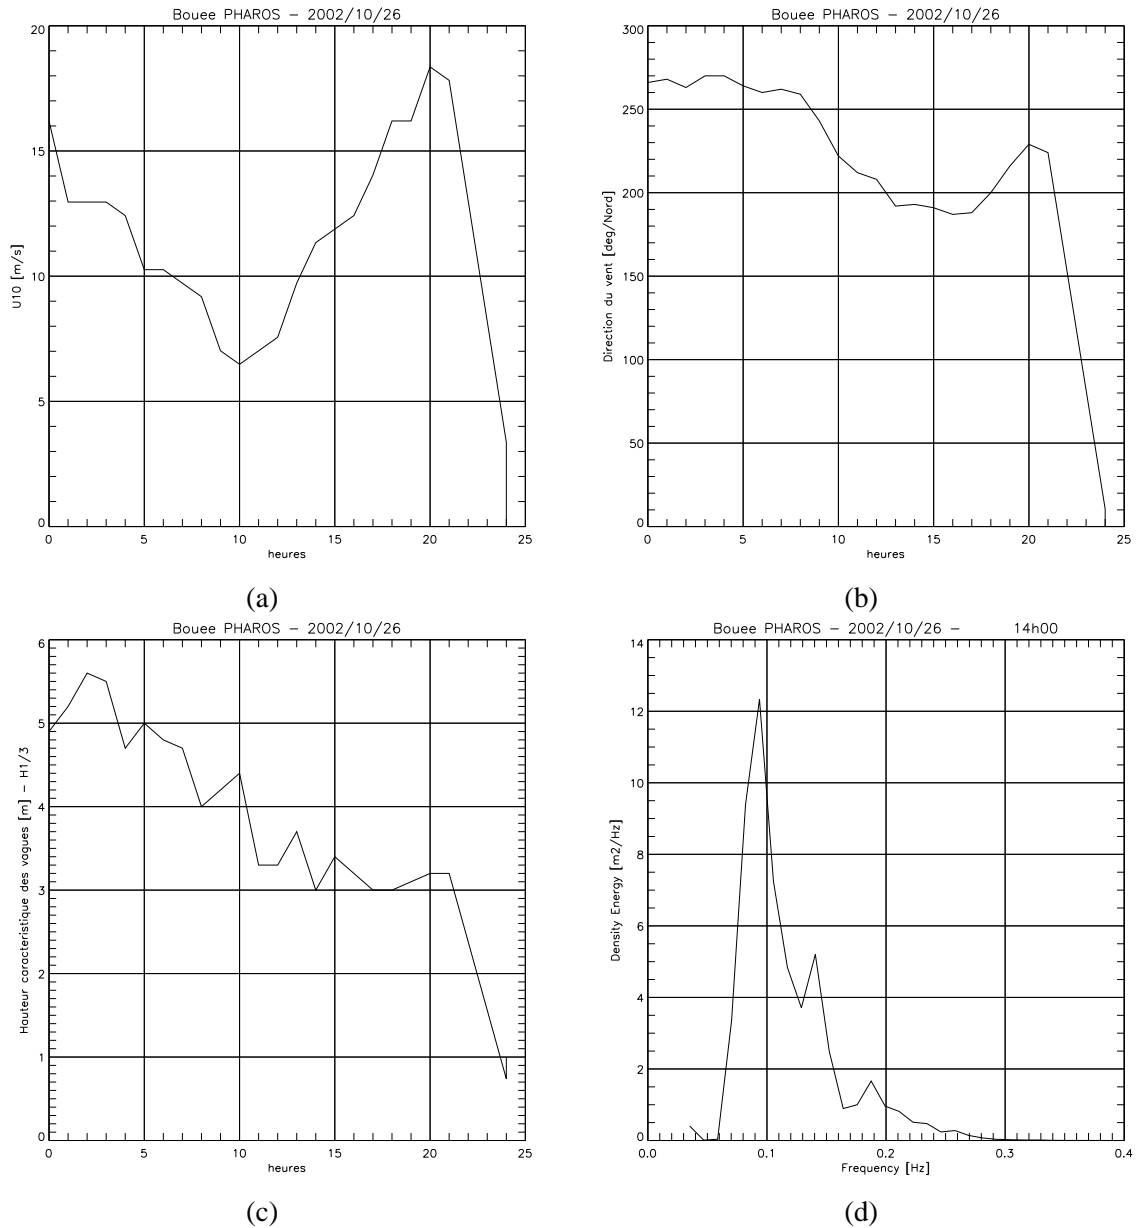 Bouee PHAROS - 2002/10/26
20
15
10
5
0
U10 [m/s]
0 5 10 15 20 25
heures
(a)
Bouee PHAROS - 2002/10/26
300
250
200
150
100
50
0
Direction du vent [deg/Nord]
0 5 10 15 20 25
heures
(b)
Bouee PHAROS - 2002/10/26
6
5
4
3
2
1
0
Hauteur caracteristique des vagues [m] - H1/3
0 5 10 15 20 25
heures
(c)
Bouee PHAROS - 2002/10/26 - 14h00
14
12
10
8
6
4
2
0
Density Energy [m2/Hz]
0.0 0.1 0.2 0.3 0.4
Frequency [Hz]
(d)